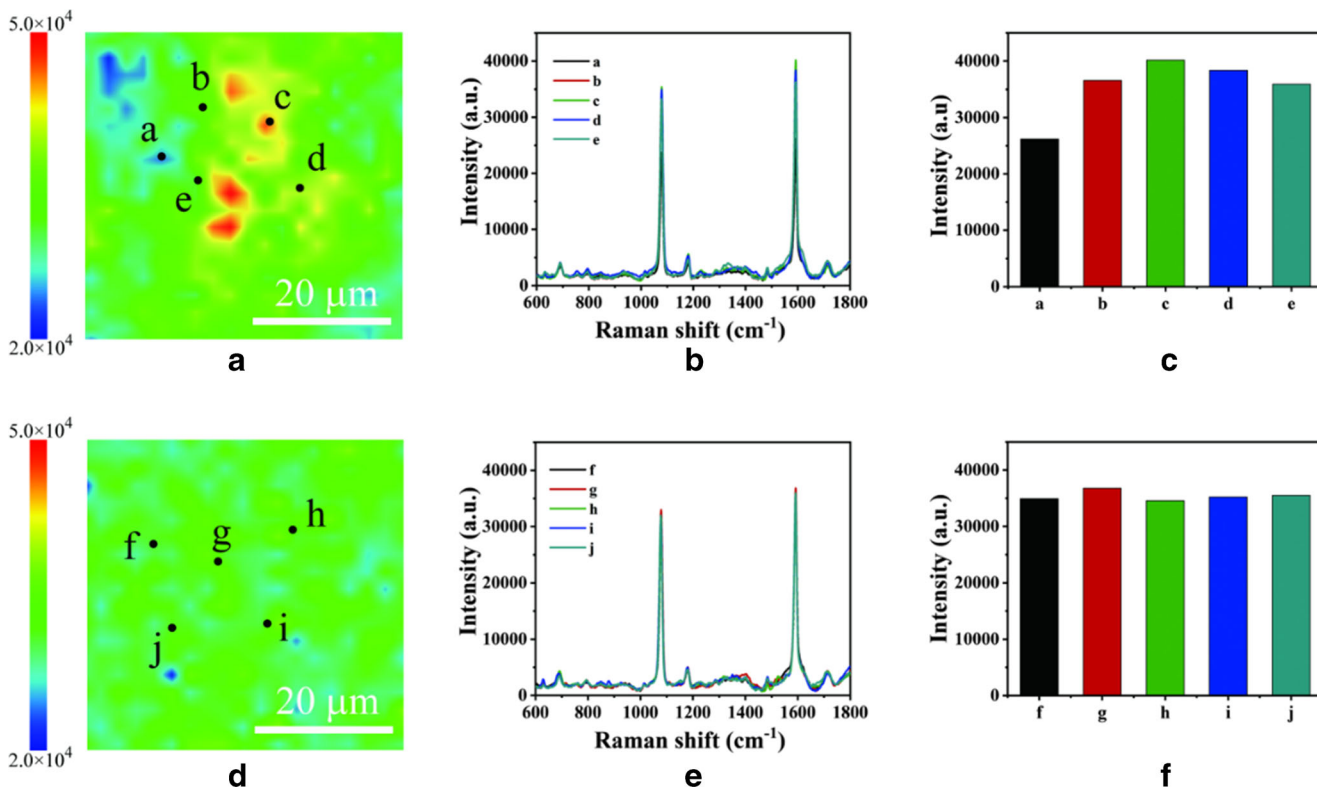 5.0×10⁴
b
c
a
d
e
20 μm
2.0×10⁴
a
Intensity (a.u.)
40000
30000
20000
10000
0
a
b
c
d
e
600 800 1000 1200 1400 1600 1800
Raman shift (cm⁻¹)
b
Intensity (a.u)
40000
30000
20000
10000
0
a b c d e
c
5.0×10⁴
f
g
h
j
i
20 μm
2.0×10⁴
d
Intensity (a.u.)
40000
30000
20000
10000
0
f
g
h
i
j
600 800 1000 1200 1400 1600 1800
Raman shift (cm⁻¹)
e
Intensity (a.u.)
40000
30000
20000
10000
0
f g h i j
f